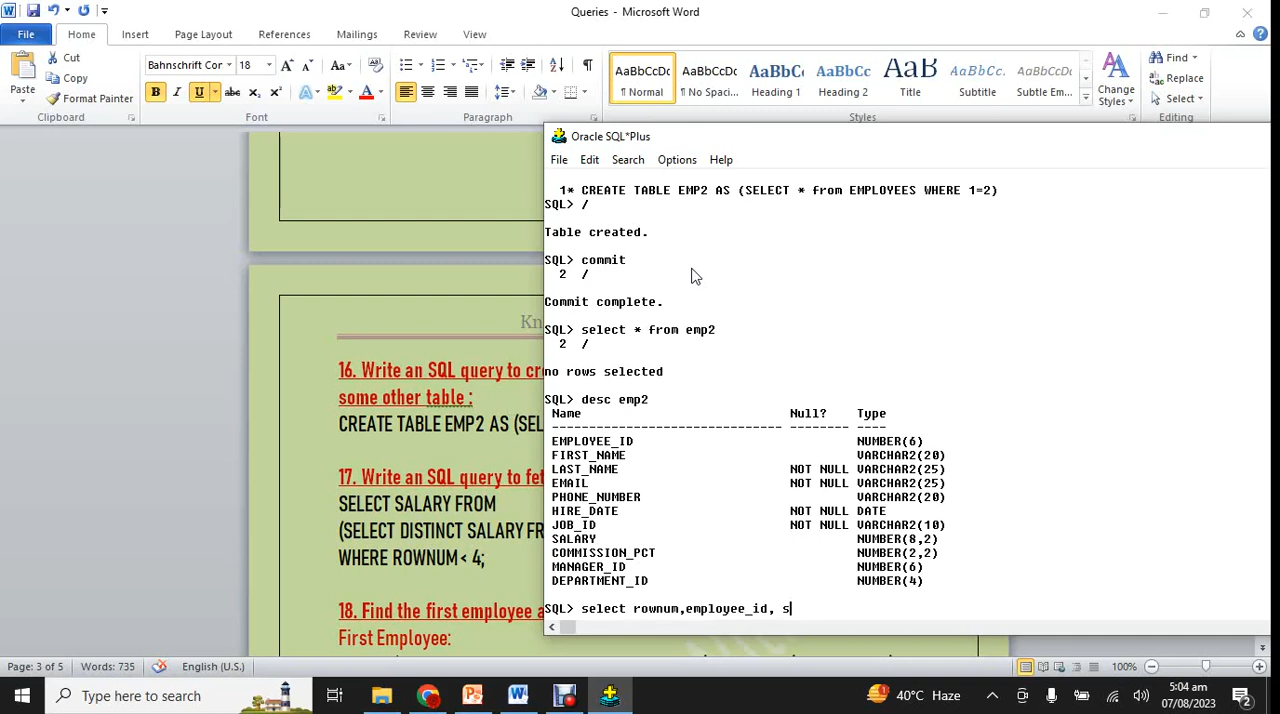 Queries - Microsoft Word
File Home Insert Page Layout References Mailings Review View
Paste
Cut
Copy
Format Painter
Clipboard
Bahnschrift Cor 18
B I U abc x₂ x²
Font
Paragraph
AaBbCcDc AaBbCcDc AaBbC AaBbCc AaB AaBbCc. AaBbCcDc
¶ Normal ¶ No Spaci... Heading 1 Heading 2 Title Subtitle Subtle Em...
Change
Styles
Styles
Find
Replace
Select
Editing
16. Write an SQL query to cr
some other table :
CREATE TABLE EMP2 AS (SEL
17. Write an SQL query to fet
SELECT SALARY FROM
(SELECT DISTINCT SALARY FR
WHERE ROWNUM < 4;
18. Find the first employee a
First Employee:
Oracle SQL*Plus
File Edit Search Options Help
1* CREATE TABLE EMP2 AS (SELECT * from EMPLOYEES WHERE 1=2)
SQL> /
Table created.
SQL> commit
2 /
Commit complete.
SQL> select * from emp2
2 /
no rows selected
SQL> desc emp2
Name Null? Type
------------------------------- -------- ----
EMPLOYEE_ID NUMBER(6)
FIRST_NAME VARCHAR2(20)
LAST_NAME NOT NULL VARCHAR2(25)
EMAIL NOT NULL VARCHAR2(25)
PHONE_NUMBER VARCHAR2(20)
HIRE_DATE NOT NULL DATE
JOB_ID NOT NULL VARCHAR2(10)
SALARY NUMBER(8,2)
COMMISSION_PCT NUMBER(2,2)
MANAGER_ID NUMBER(6)
DEPARTMENT_ID NUMBER(4)
SQL> select rownum,employee_id, s
Page: 3 of 5 Words: 735 English (U.S.) 100%
Type here to search
40°C Haze
5:04 am
07/08/2023
2